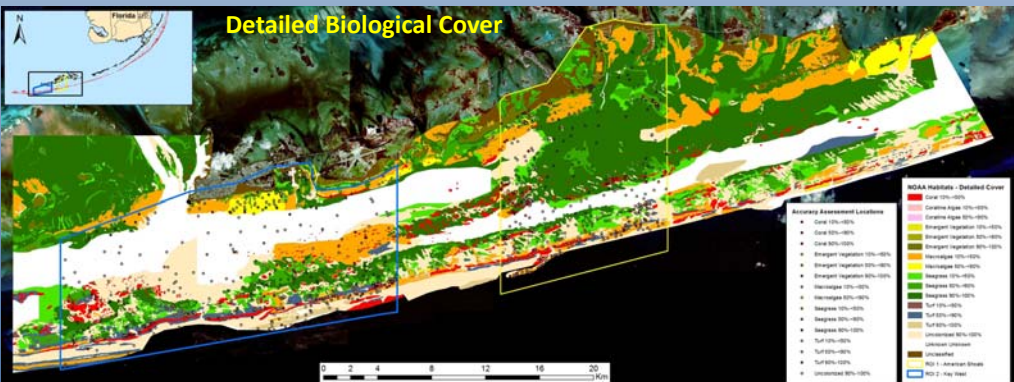 Detailed Biological Cover
N
Florida
0 2 4 8 12 16 20
Km
Accuracy Assessment Locations
Coral 10%-<50%
Coral 50%-<90%
Coral 90%-100%
Emergent Vegetation 10%-<50%
Emergent Vegetation 50%-<90%
Emergent Vegetation 90%-100%
Macroalgae 10%-<50%
Macroalgae 50%-<90%
Seagrass 10%-<50%
Seagrass 50%-<90%
Seagrass 90%-100%
Turf 10%-<50%
Turf 50%-<90%
Turf 90%-100%
Uncolonized 90%-100%
NOAA Habitats - Detailed Cover
Coral 10%-<50%
Coralline Algae 10%-<50%
Coralline Algae 50%-<90%
Emergent Vegetation 10%-<50%
Emergent Vegetation 50%-<90%
Emergent Vegetation 90%-100%
Macroalgae 10%-<50%
Macroalgae 50%-<90%
Seagrass 10%-<50%
Seagrass 50%-<90%
Seagrass 90%-100%
Turf 10%-<50%
Turf 50%-<90%
Turf 90%-100%
Uncolonized 90%-100%
Unknown Unknown
Unclassified
ROI 1 - American Shoals
ROI 2 - Key West